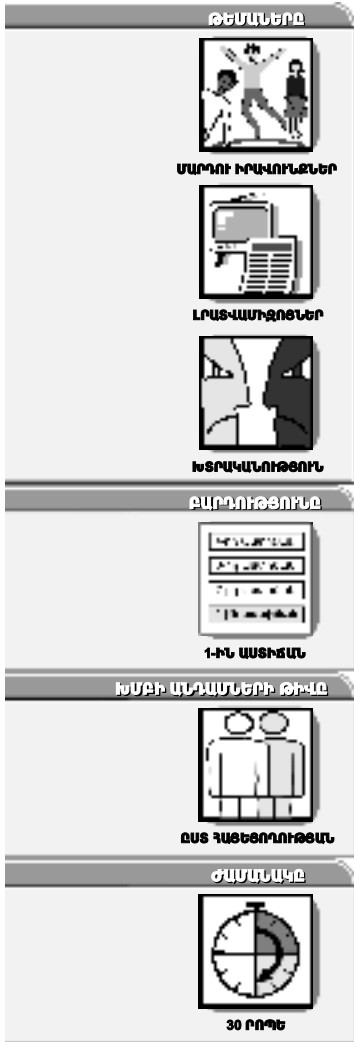 ԹԵՄԱՆԵՐԸ
ՄԱՐԴՈՒ ԻՐԱՎՈՒՆՔՆԵՐ
ԼՐԱՏՎԱՄԻՋՈՑՆԵՐ
ԽՏՐԱԿԱՆՈՒԹՅՈՒՆ
ԲԱՐԴՈՒԹՅՈՒՆԸ
1-ԻՆ ԱՍՏԻՃԱՆ
ԽՄԲԻ ԱՆԴԱՄՆԵՐԻ ԹԻՎԸ
ԸՍՏ ՀԱՅԵՑՈՂՈՒԹՅԱՆ
ԺԱՄԱՆԱԿԸ
30 ՐՈՊԵ